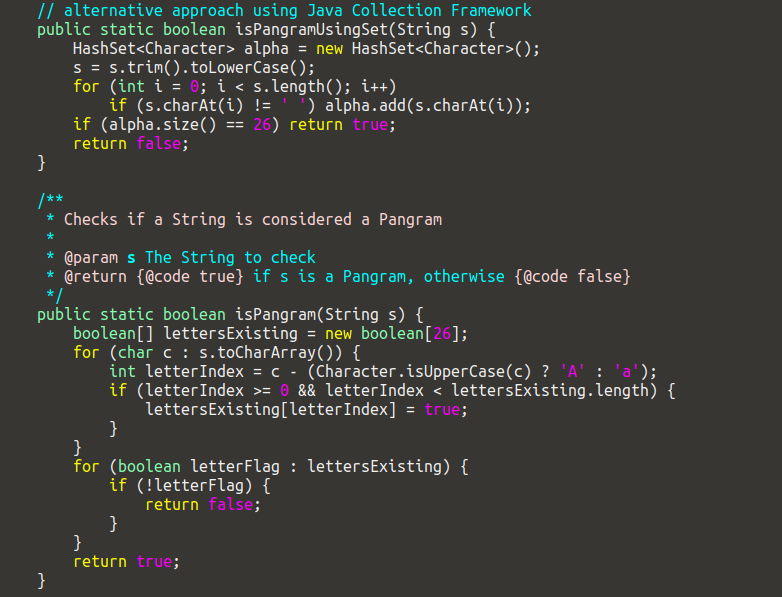 // alternative approach using Java Collection Framework
public static boolean isPangramUsingSet(String s) {
    HashSet<Character> alpha = new HashSet<Character>();
    s = s.trim().toLowerCase();
    for (int i = 0; i < s.length(); i++)
        if (s.charAt(i) != ' ') alpha.add(s.charAt(i));
    if (alpha.size() == 26) return true;
    return false;
}

/**
 * Checks if a String is considered a Pangram
 *
 * @param s The String to check
 * @return {@code true} if s is a Pangram, otherwise {@code false}
 */
public static boolean isPangram(String s) {
    boolean[] lettersExisting = new boolean[26];
    for (char c : s.toCharArray()) {
        int letterIndex = c - (Character.isUpperCase(c) ? 'A' : 'a');
        if (letterIndex >= 0 && letterIndex < lettersExisting.length) {
            lettersExisting[letterIndex] = true;
        }
    }
    for (boolean letterFlag : lettersExisting) {
        if (!letterFlag) {
            return false;
        }
    }
    return true;
}